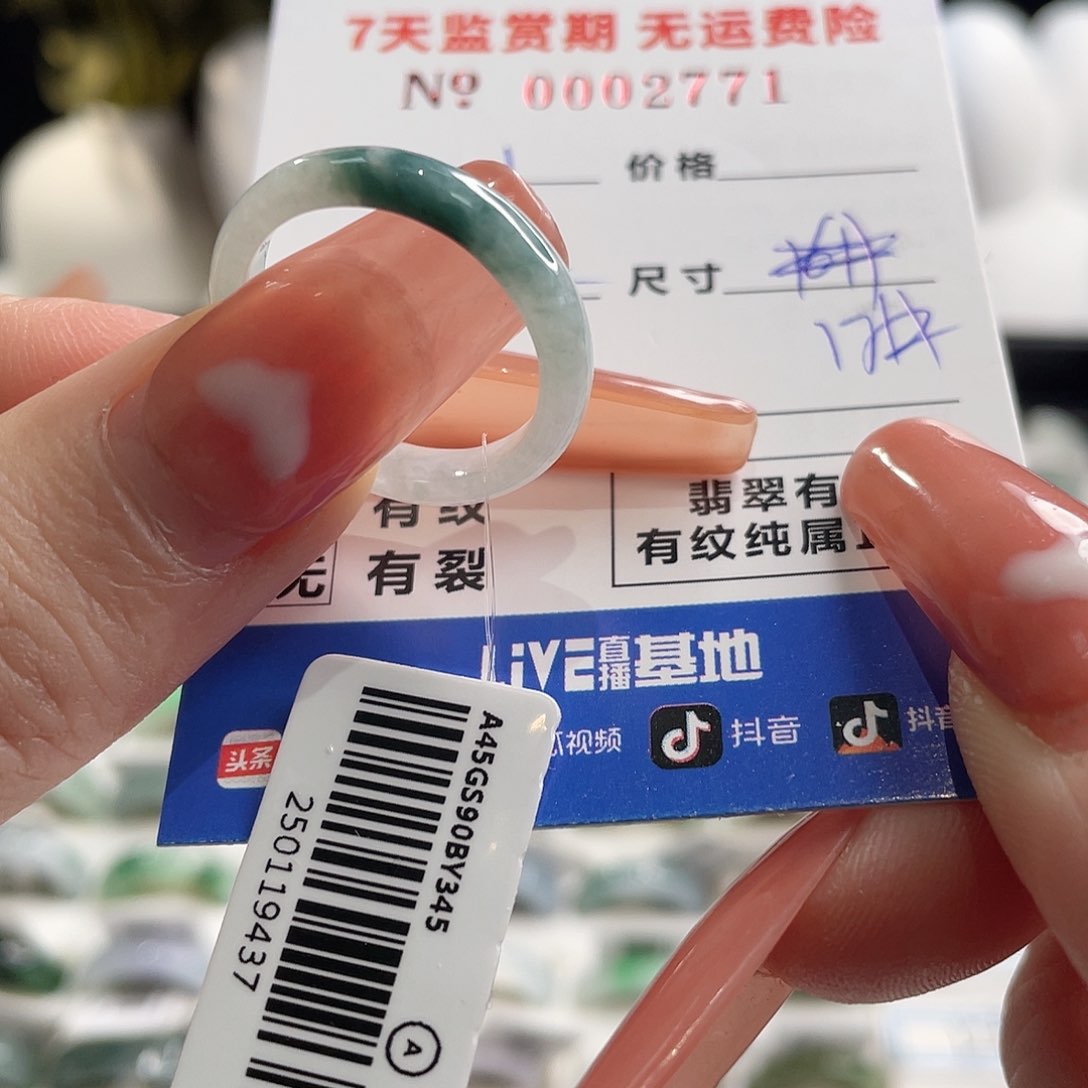 7天监赏期 无运费险
No 0002771
价格
尺寸
17#
有纹
翡翠有
有纹纯属
无 有裂
LiVE直播基地
头条
视频
抖音
抖音
A45GS90BY345
250119437
A